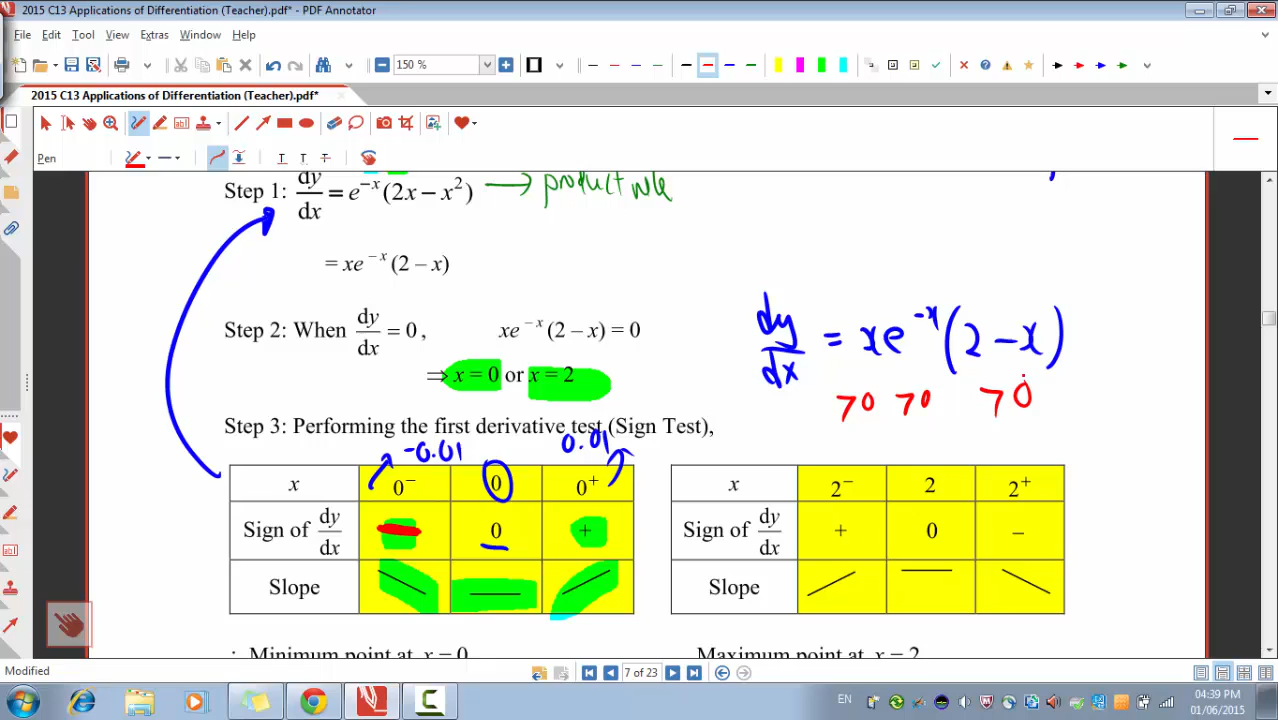 2015 C13 Applications of Differentiation (Teacher).pdf* - PDF Annotator
File Edit Tool Extras Window Help
150 %
2015 C13 Applications of Differentiation (Teacher).pdf*
Pen
Step 1: dy/dx = e^{-x}(2x – x²) → product rule
= xe^{-x}(2 – x)
Step 2: When dy/dx = 0, xe^{-x}(2 – x) = 0
⇒ x = 0 or x = 2
dy/dx = xe^{-x}(2 – x)
>0 >0 >0
Step 3: Performing the first derivative test (Sign Test),
-0.01 0.01
x 0⁻ 0 0⁺
Sign of dy/dx – 0 +
Slope
x 2⁻ 2 2⁺
Sign of dy/dx + 0 –
Slope
∴ Minimum point at x = 0
Maximum point at x = 2
Modified
7 of 23
EN
04:39 PM
01/06/2015